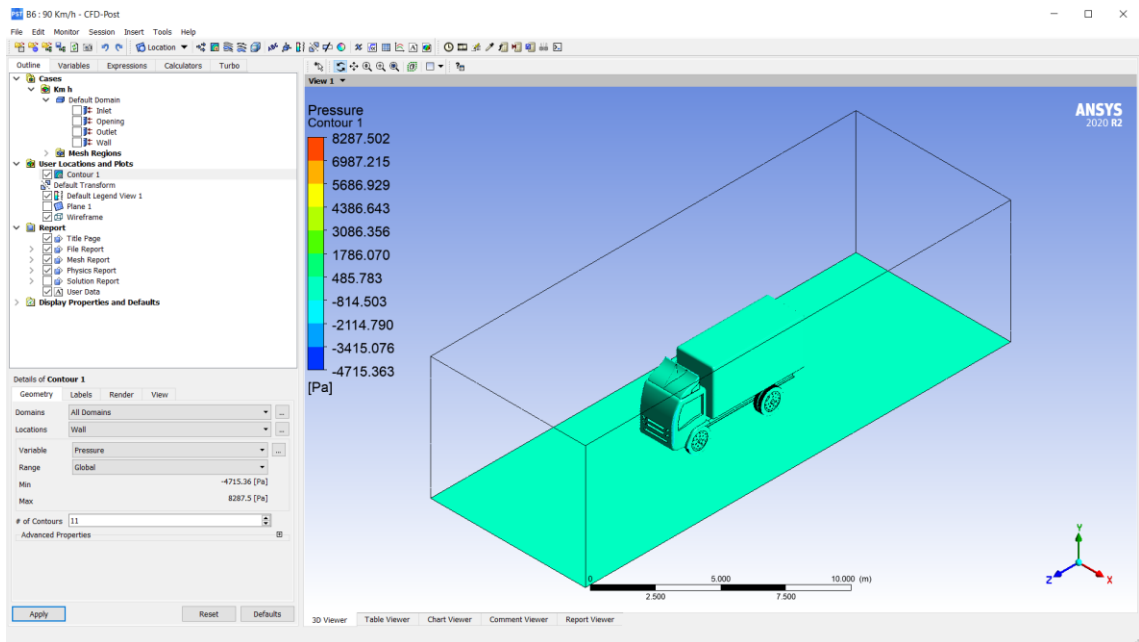 B6 : 90 Km/h - CFD-Post
File Edit Monitor Session Insert Tools Help
Location
Outline Variables Expressions Calculators Turbo
Cases
Km h
Default Domain
Inlet
Opening
Outlet
Wall
Mesh Regions
User Locations and Plots
Contour 1
Default Transform
Default Legend View 1
Plane 1
Wireframe
Report
Title Page
File Report
Mesh Report
Physics Report
Solution Report
User Data
Display Properties and Defaults
Details of Contour 1
Geometry Labels Render View
Domains All Domains ...
Locations Wall ...
Variable Pressure ...
Range Global
Min -4715.36 [Pa]
Max 8287.5 [Pa]
# of Contours 11
Advanced Properties
Apply Reset Defaults
View 1
Pressure
Contour 1
8287.502
6987.215
5686.929
4386.643
3086.356
1786.070
485.783
-814.503
-2114.790
-3415.076
-4715.363
[Pa]
ANSYS
2020 R2
Y
Z X
0 5.000 10.000 (m)
2.500 7.500
3D Viewer Table Viewer Chart Viewer Comment Viewer Report Viewer